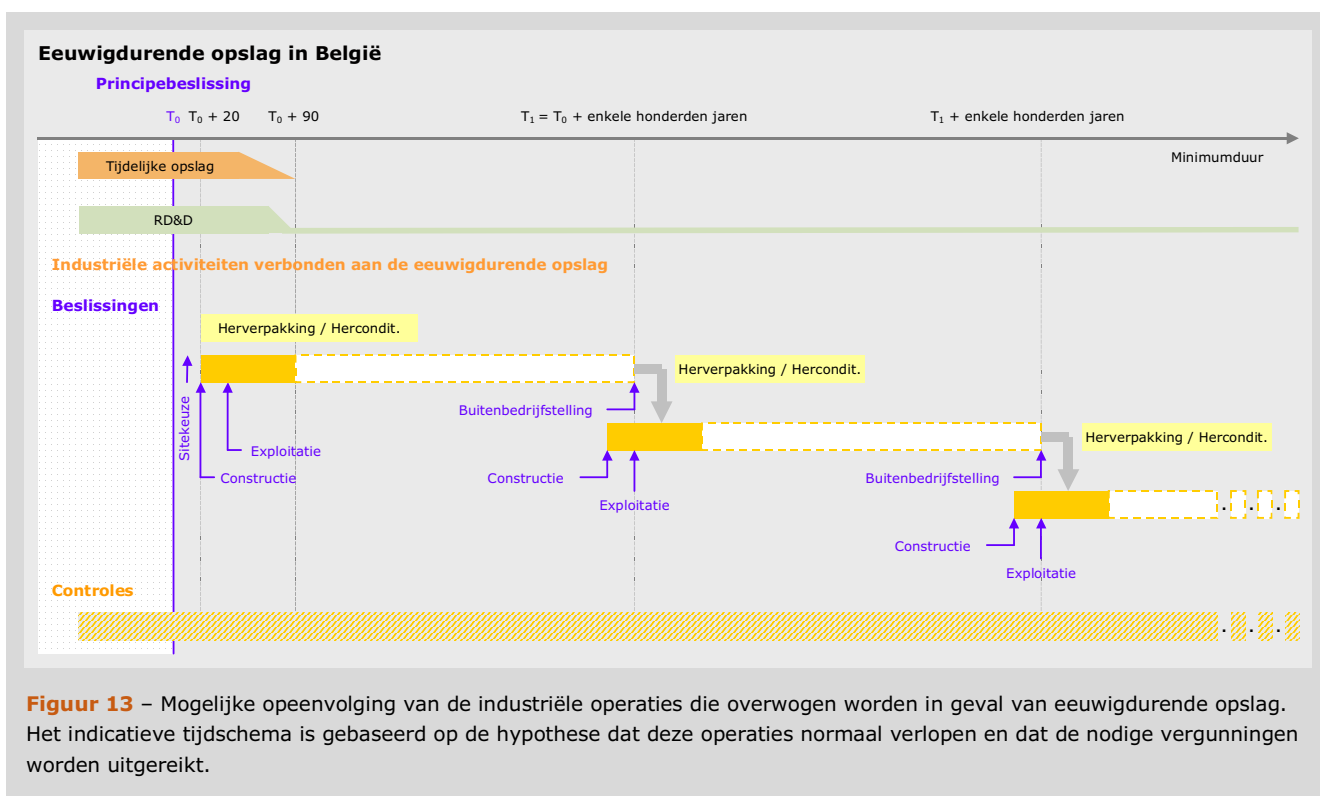 Eeuwigdurende opslag in België
Principebeslissing
T₀ T₀ + 20 T₀ + 90 T₁ = T₀ + enkele honderden jaren T₁ + enkele honderden jaren
Minimumduur
Tijdelijke opslag
RD&D
Industriële activiteiten verbonden aan de eeuwigdurende opslag
Beslissingen
Herverpakking / Hercondit.
Herverpakking / Hercondit.
Sitekeuze
Buitenbedrijfstelling
Herverpakking / Hercondit.
Exploitatie
Constructie
Constructie
Buitenbedrijfstelling
Exploitatie
. . .
Constructie
Exploitatie
Controles
. . .
Figuur 13 – Mogelijke opeenvolging van de industriële operaties die overwogen worden in geval van eeuwigdurende opslag.
Het indicatieve tijdschema is gebaseerd op de hypothese dat deze operaties normaal verlopen en dat de nodige vergunningen
worden uitgereikt.